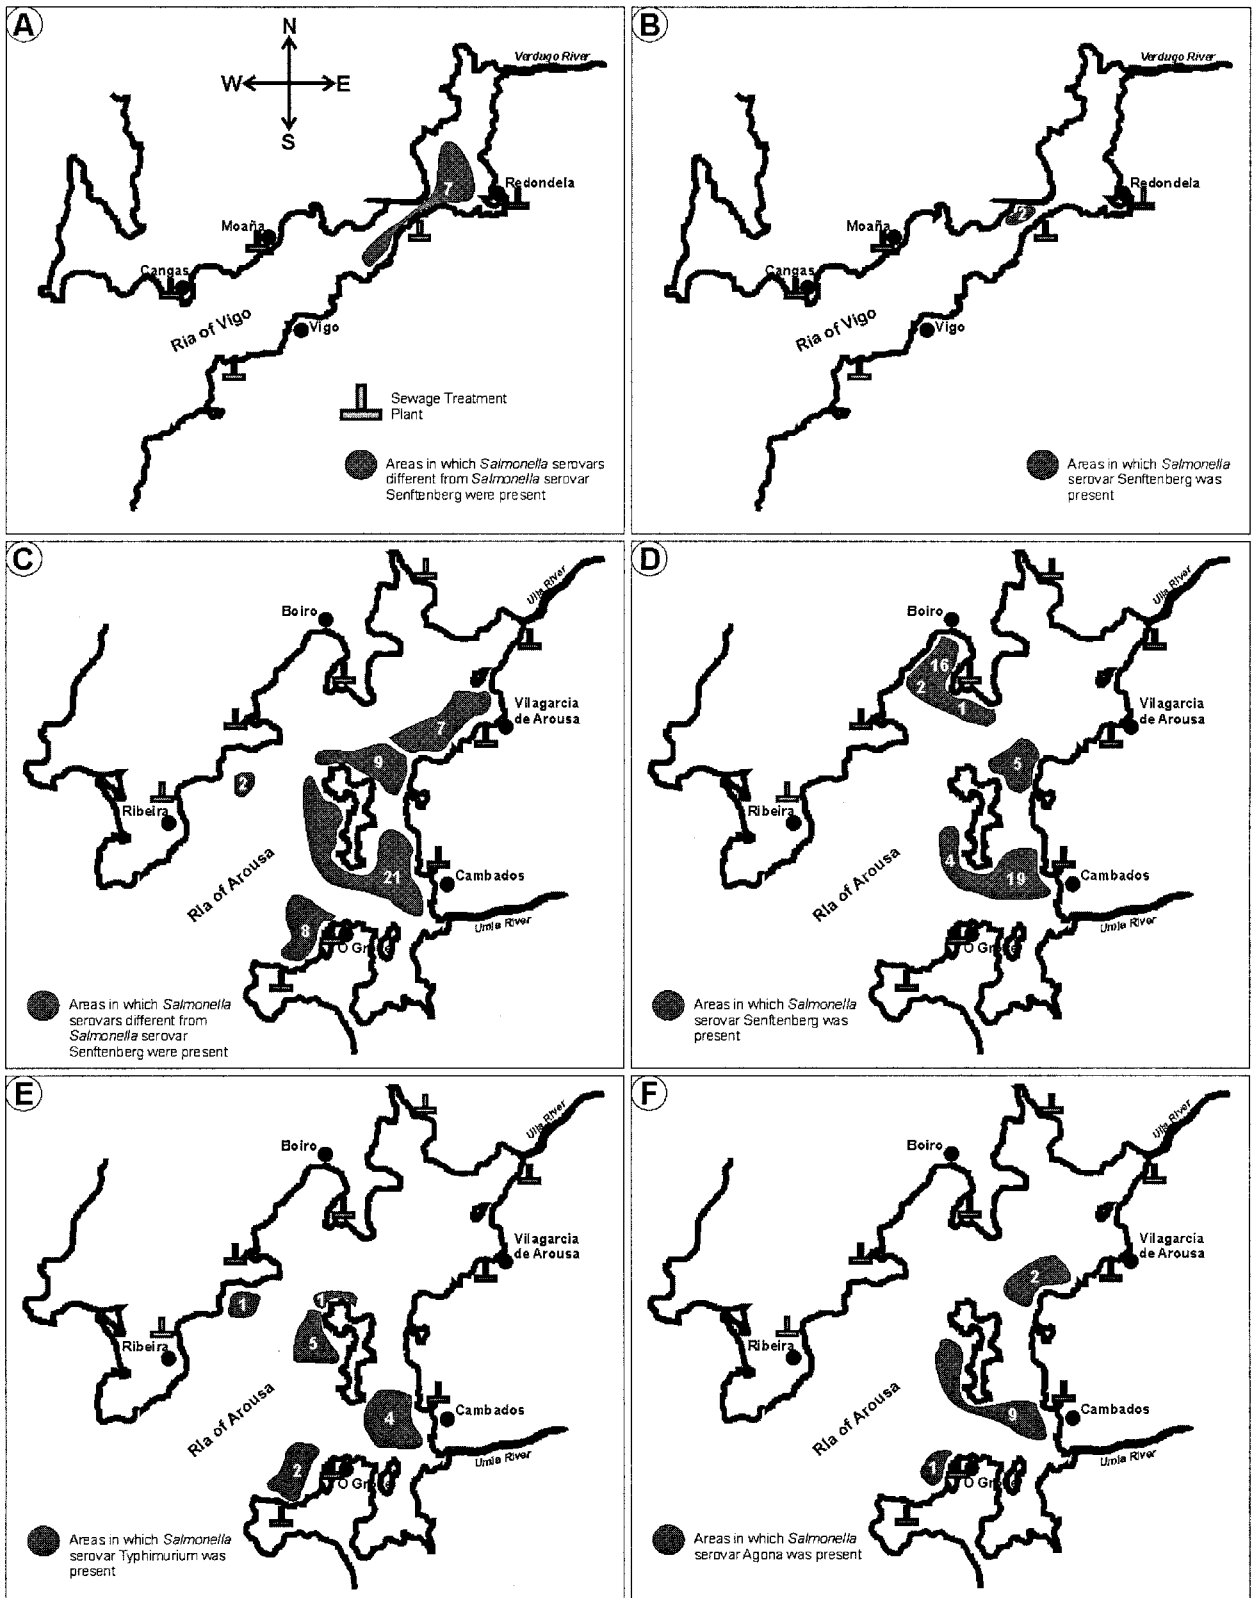 A
N
W E
S
Verdugo River
7
Redondela
Moaña
Cangas
Ria of Vigo
Vigo
Sewage Treatment
Plant
Areas in which Salmonella serovars
different from Salmonella serovar
Senftenberg were present
B
Verdugo River
2
Redondela
Moaña
Cangas
Ria of Vigo
Vigo
Areas in which Salmonella
serovar Senftenberg was
present
C
Boiro
Ulla River
Vilagarcia
de Arousa
7
9
2
Ribeira
Ria of Arousa
21
Cambados
Umia River
8
O Grove
Areas in which Salmonella
serovars different from
Salmonella serovar
Senftenberg were present
D
Boiro
Ulla River
16
2
1
Vilagarcia
de Arousa
5
Ribeira
Ria of Arousa
4
19
Cambados
Umia River
O Grove
Areas in which Salmonella
serovar Senftenberg was
present
E
Boiro
Ulla River
Vilagarcia
de Arousa
1
1
5
Ribeira
Ria of Arousa
4
Cambados
Umia River
2
O Grove
Areas in which Salmonella
serovar Typhimurium was
present
F
Boiro
Ulla River
Vilagarcia
de Arousa
2
Ribeira
Ria of Arousa
9
Cambados
Umia River
1
O Grove
Areas in which Salmonella
serovar Agona was present